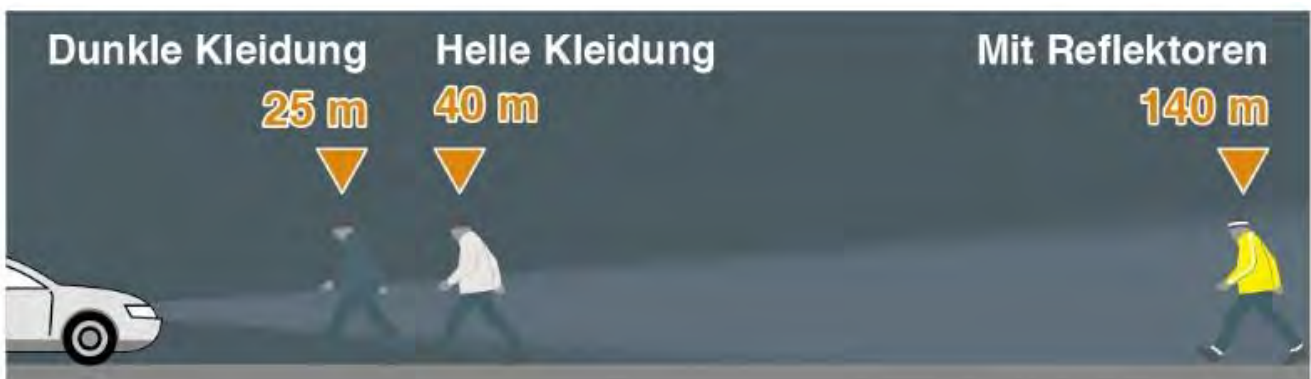 Dunkle Kleidung
25 m
Helle Kleidung
40 m
Mit Reflektoren
140 m